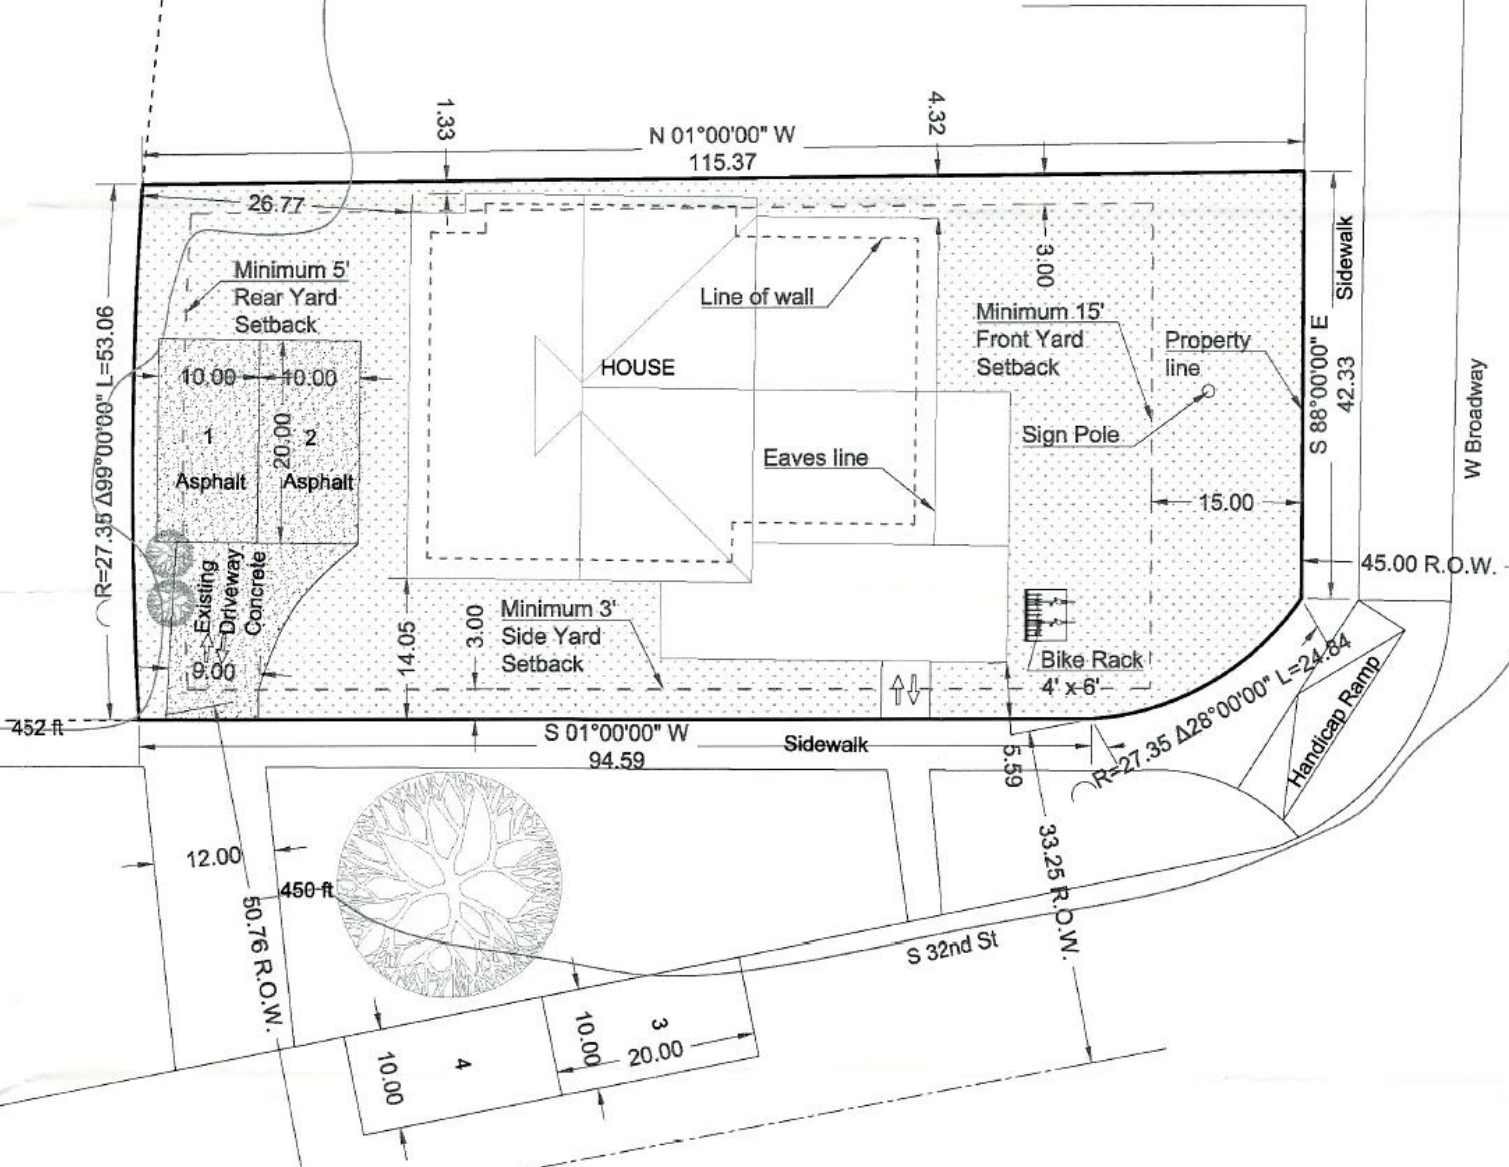 1.33
4.32
N 01°00'00" W
115.37
26.77
3.00
Minimum 5'
Rear Yard
Setback
Line of wall
Minimum 15'
Front Yard
Setback
Property
line
Sidewalk
S 88°00'00" E
42.33
W Broadway
R=27.35 Δ99°00'00" L=53.06
10.00
10.00
20.00
1
2
Asphalt
Asphalt
HOUSE
Sign Pole
Eaves line
15.00
45.00 R.O.W.
Existing
Driveway
Concrete
9.00
14.05
3.00
Minimum 3'
Side Yard
Setback
Bike Rack
4' x 6'
R=27.35 Δ28°00'00" L=24.84
Handicap Ramp
452 ft
S 01°00'00" W
94.59
Sidewalk
5.59
12.00
450 ft
50.76 R.O.W.
33.25 R.O.W.
S 32nd St
3
10.00
20.00
4
10.00